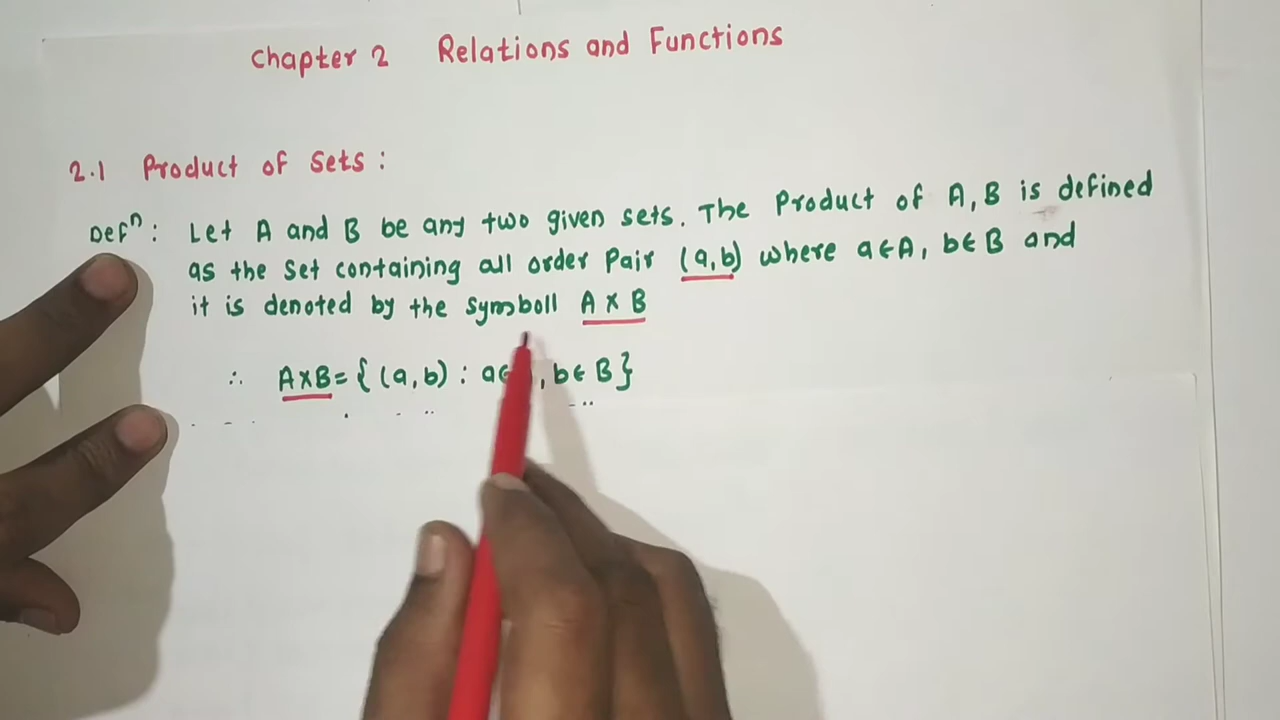 Chapter 2 Relations and Functions
2.1 Product of Sets :
Defⁿ : Let A and B be any two given sets. The Product of A, B is defined
as the set containing all order Pair (a, b) where a ∈ A, b ∈ B and
it is denoted by the symboll A × B
∴ A×B = { (a, b) : a ∈ , b ∈ B }